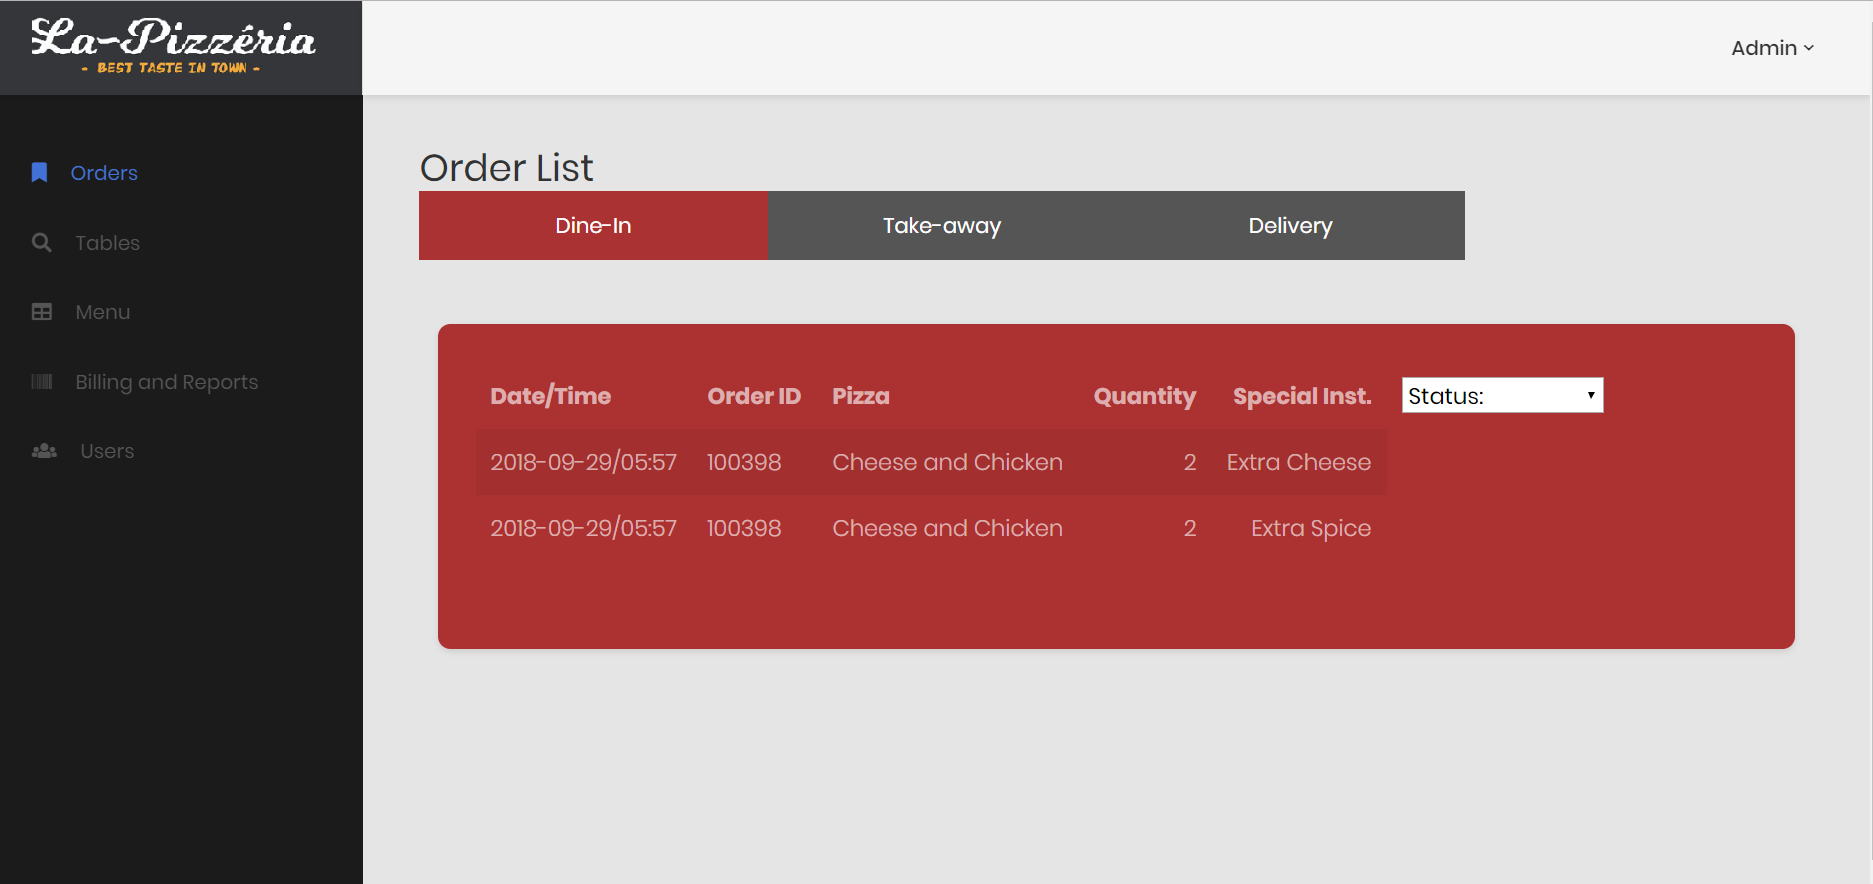 La-Pizzéria
- BEST TASTE IN TOWN -
Admin
Orders
Tables
Menu
Billing and Reports
Users
Order List
Dine-In Take-away Delivery
Date/Time Order ID Pizza Quantity Special Inst. Status:
2018-09-29/05:57 100398 Cheese and Chicken 2 Extra Cheese
2018-09-29/05:57 100398 Cheese and Chicken 2 Extra Spice